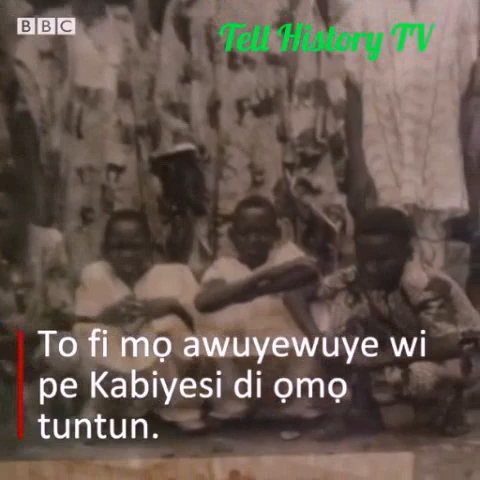 BBC
Tell History TV
To fi mọ awuyewuye wi
pe Kabiyesi di ọmọ
tuntun.